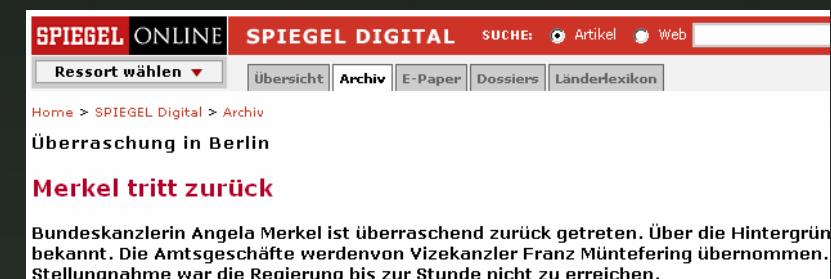 SPIEGEL ONLINE SPIEGEL DIGITAL SUCHE: Artikel Web
Ressort wählen Übersicht Archiv E-Paper Dossiers Länderlexikon
Home > SPIEGEL Digital > Archiv
Überraschung in Berlin
Merkel tritt zurück
Bundeskanzlerin Angela Merkel ist überraschend zurück getreten. Über die Hintergrün
bekannt. Die Amtsgeschäfte werdenvon Vizekanzler Franz Müntefering übernommen.
Stellungnahme war die Regierung bis zur Stunde nicht zu erreichen.